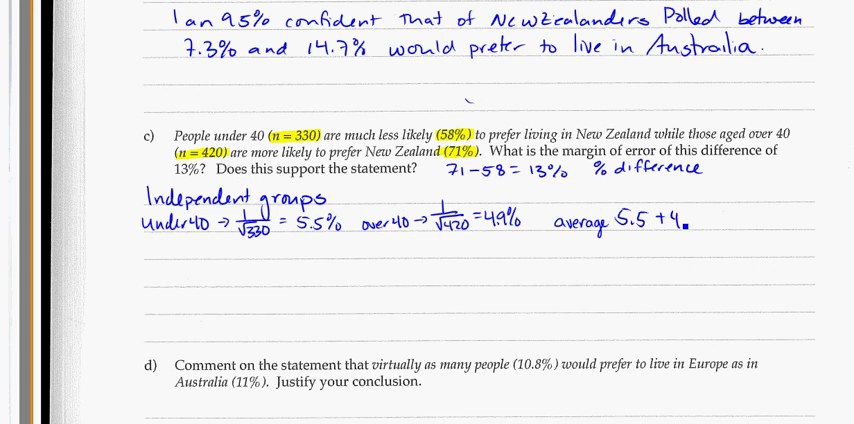 I an 95% confident that of NewZealanders Polled between
7.3% and 14.7% would prefer to live in Austrailia.
c) People under 40 (n = 330) are much less likely (58%) to prefer living in New Zealand while those aged over 40
(n = 420) are more likely to prefer New Zealand (71%). What is the margin of error of this difference of
13%? Does this support the statement? 71-58 = 13% % difference
Independent groups
Under 40 → 1/√330 = 5.5% over 40 → 1/√420 = 4.9% average 5.5 + 4.
d) Comment on the statement that virtually as many people (10.8%) would prefer to live in Europe as in
Australia (11%). Justify your conclusion.